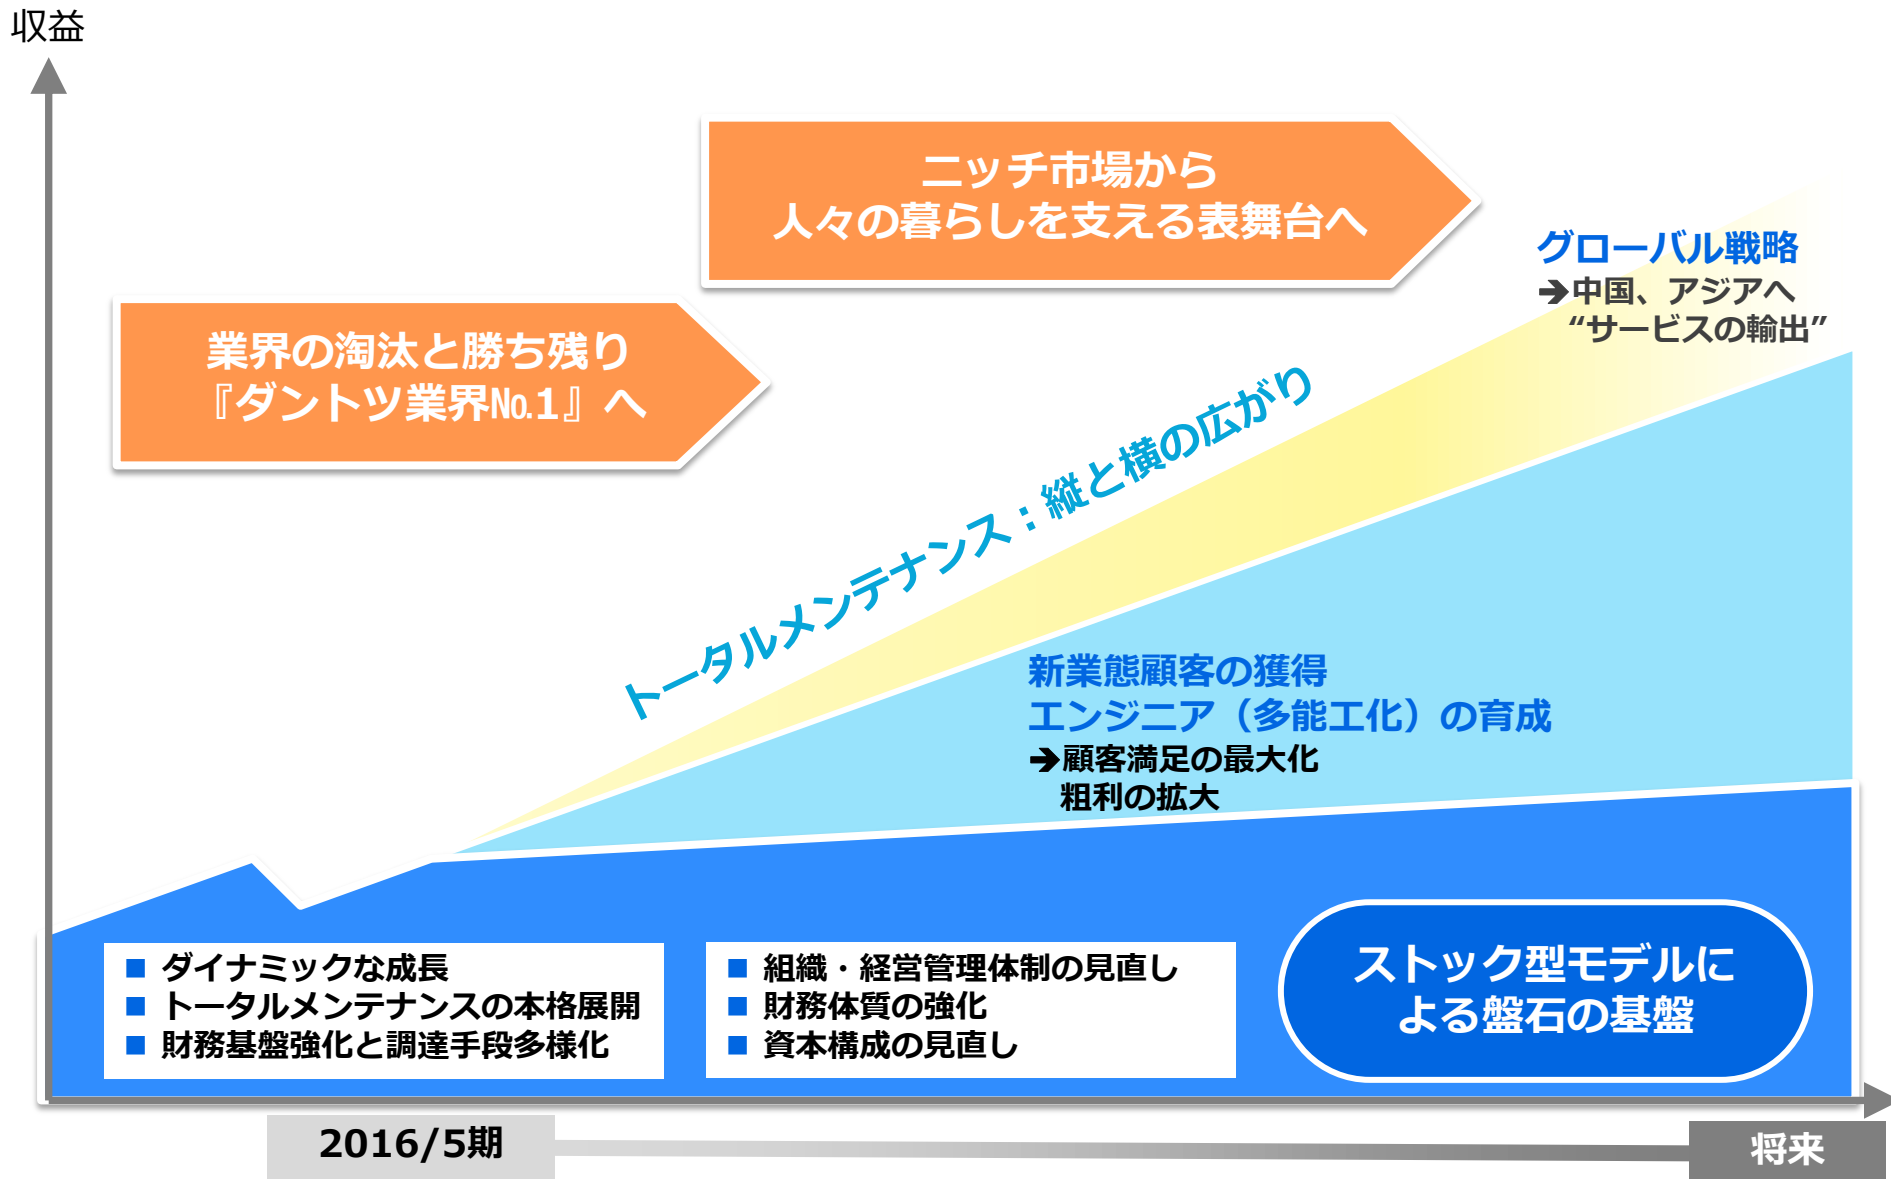 収益
ニッチ市場から
人々の暮らしを支える表舞台へ
業界の淘汰と勝ち残り
『ダントツ業界№1』へ
グローバル戦略
➔中国、アジアへ
“サービスの輸出”
トータルメンテナンス：縦と横の広がり
新業態顧客の獲得
エンジニア（多能工化）の育成
➔顧客満足の最大化
粗利の拡大
■ ダイナミックな成長
■ トータルメンテナンスの本格展開
■ 財務基盤強化と調達手段多様化
■ 組織・経営管理体制の見直し
■ 財務体質の強化
■ 資本構成の見直し
ストック型モデルに
よる盤石の基盤
2016/5期
将来